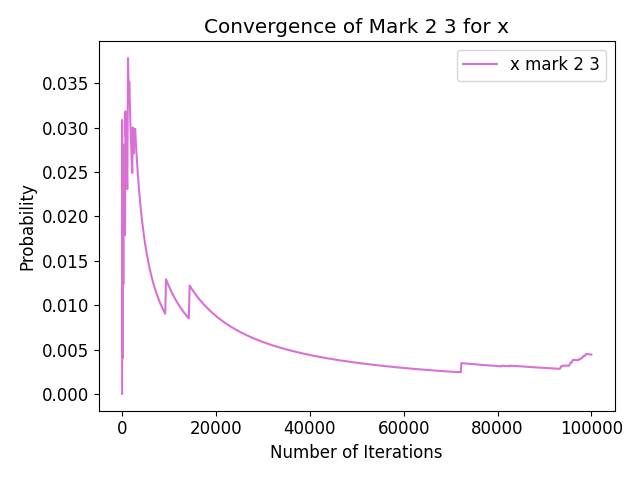 Convergence of Mark 2 3 for x
x mark 2 3
Probability
0.035
0.030
0.025
0.020
0.015
0.010
0.005
0.000
0 20000 40000 60000 80000 100000
Number of Iterations